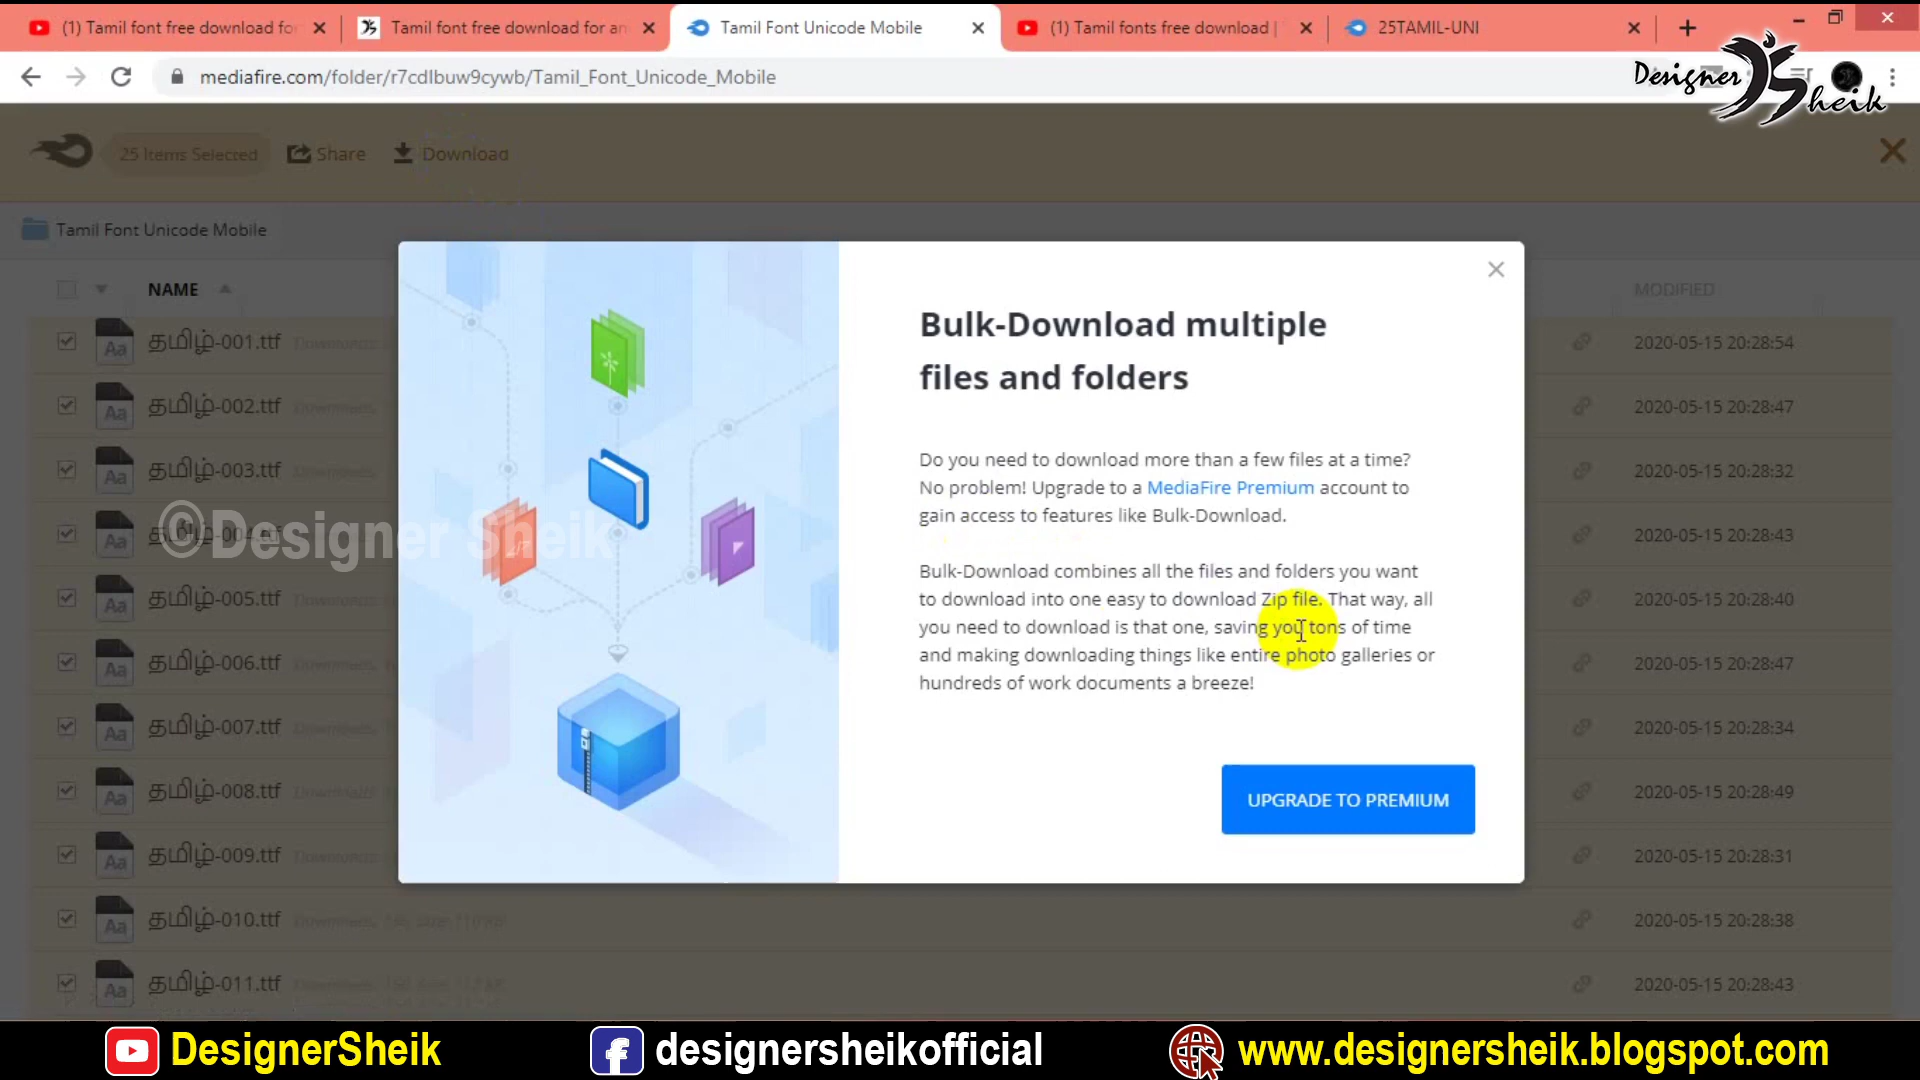 (1) Tamil font free download for
Tamil font free download for an
Tamil Font Unicode Mobile
(1) Tamil fonts free download |
25TAMIL-UNI
mediafire.com/folder/r7cdlbuw9cywb/Tamil_Font_Unicode_Mobile
Designer Sheik
25 Items Selected
Share
Download
Tamil Font Unicode Mobile
NAME
MODIFIED
தமிழ்-001.ttf
2020-05-15 20:28:54
தமிழ்-002.ttf
2020-05-15 20:28:47
தமிழ்-003.ttf
2020-05-15 20:28:32
தமிழ்-004.ttf
2020-05-15 20:28:43
தமிழ்-005.ttf
2020-05-15 20:28:40
தமிழ்-006.ttf
2020-05-15 20:28:47
தமிழ்-007.ttf
2020-05-15 20:28:34
தமிழ்-008.ttf
2020-05-15 20:28:49
தமிழ்-009.ttf
2020-05-15 20:28:31
தமிழ்-010.ttf
2020-05-15 20:28:38
தமிழ்-011.ttf
2020-05-15 20:28:43
©Designer Sheik
Bulk-Download multiple
files and folders
Do you need to download more than a few files at a time?
No problem! Upgrade to a MediaFire Premium account to
gain access to features like Bulk-Download.
Bulk-Download combines all the files and folders you want
to download into one easy to download Zip file. That way, all
you need to download is that one, saving you tons of time
and making downloading things like entire photo galleries or
hundreds of work documents a breeze!
UPGRADE TO PREMIUM
DesignerSheik
designersheikofficial
www.designersheik.blogspot.com